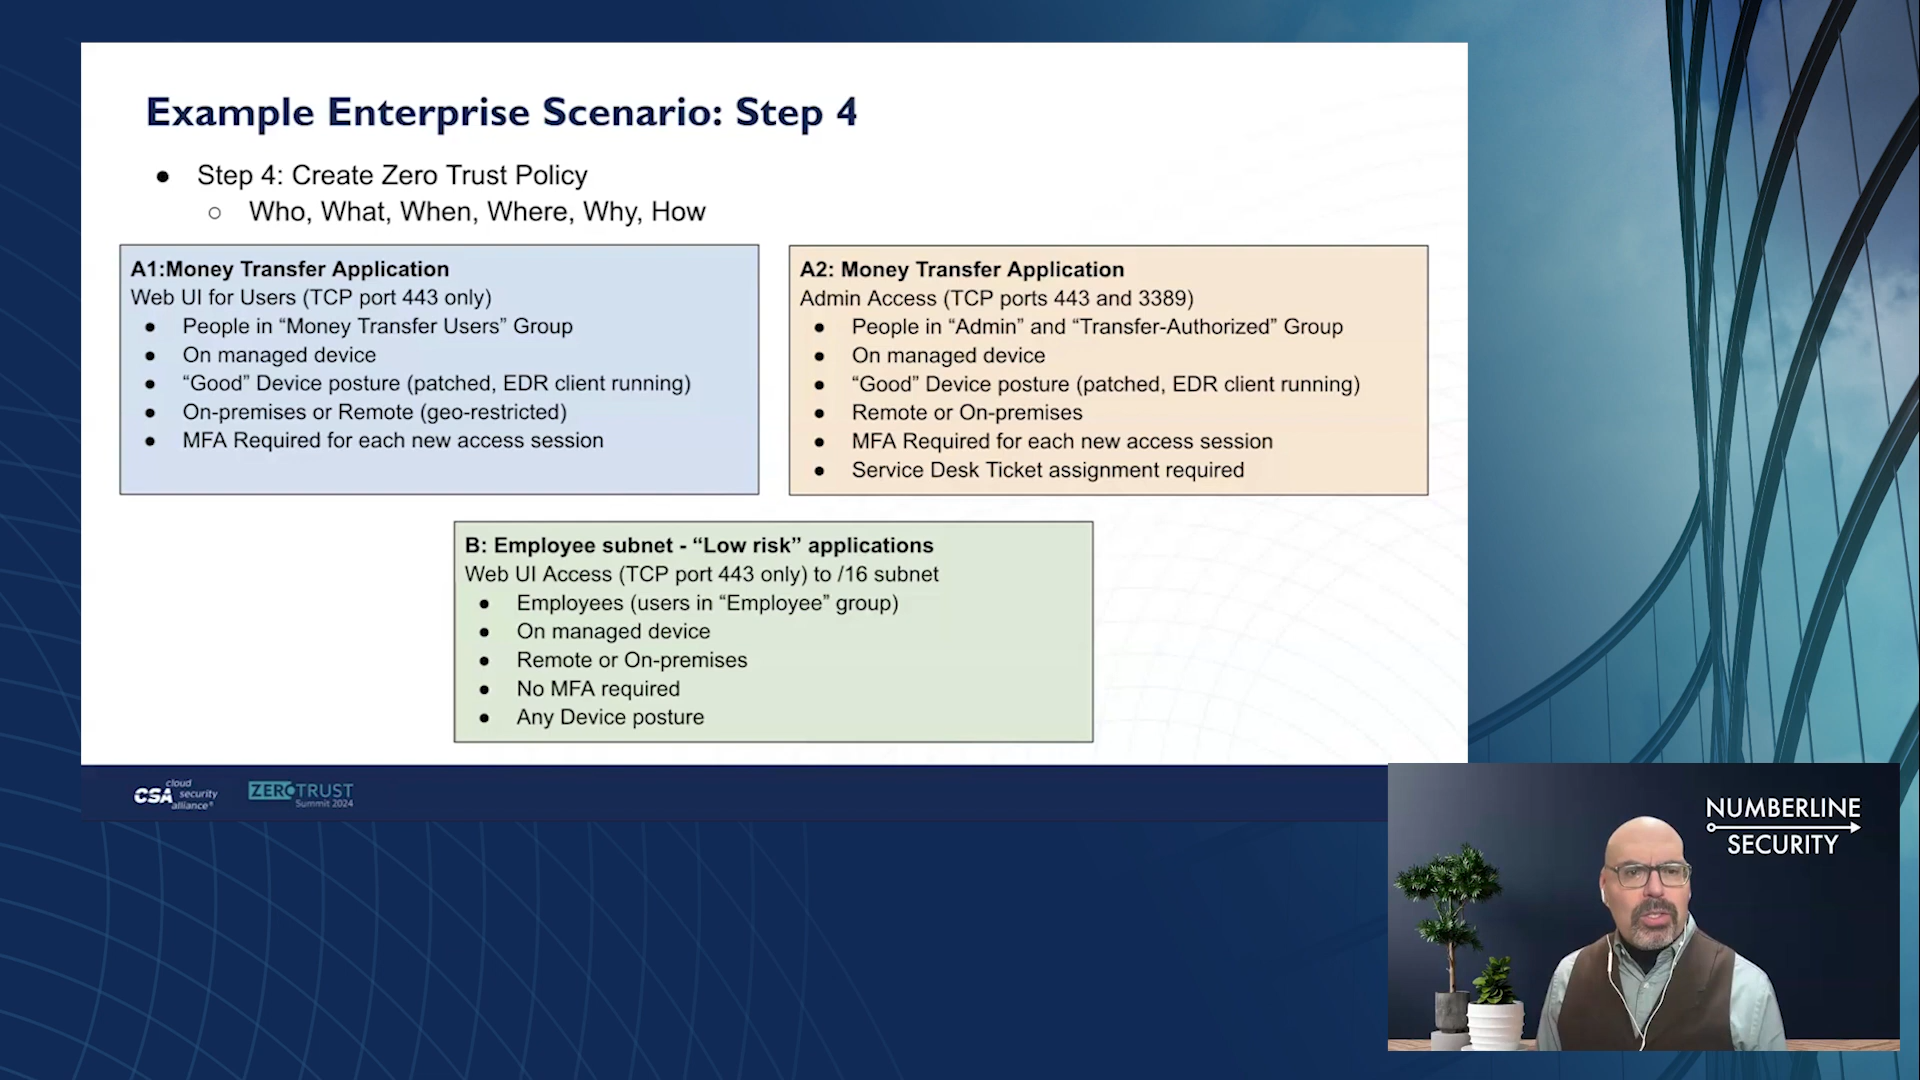 Example Enterprise Scenario: Step 4
● Step 4: Create Zero Trust Policy
○ Who, What, When, Where, Why, How
A1:Money Transfer Application
Web UI for Users (TCP port 443 only)
● People in “Money Transfer Users” Group
● On managed device
● “Good” Device posture (patched, EDR client running)
● On-premises or Remote (geo-restricted)
● MFA Required for each new access session
A2: Money Transfer Application
Admin Access (TCP ports 443 and 3389)
● People in “Admin” and “Transfer-Authorized” Group
● On managed device
● “Good” Device posture (patched, EDR client running)
● Remote or On-premises
● MFA Required for each new access session
● Service Desk Ticket assignment required
B: Employee subnet - “Low risk” applications
Web UI Access (TCP port 443 only) to /16 subnet
● Employees (users in “Employee” group)
● On managed device
● Remote or On-premises
● No MFA required
● Any Device posture
CSA cloud security alliance®
ZEROTRUST
Summit 2024
NUMBERLINE
SECURITY